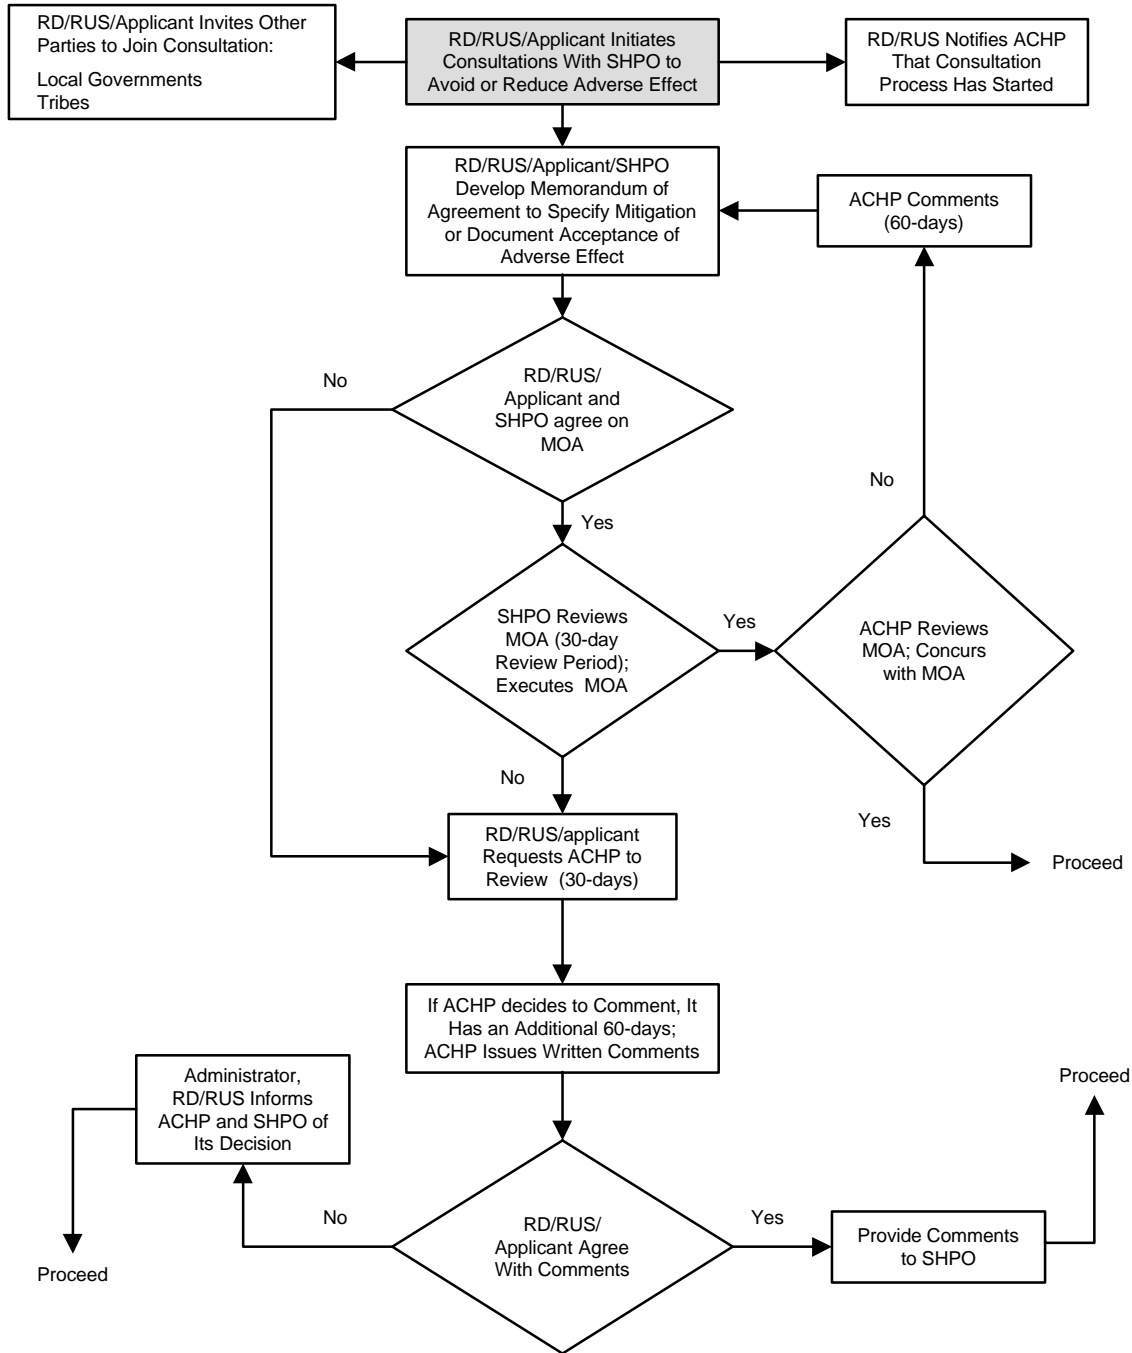 RD/RUS/Applicant Invites Other
Parties to Join Consultation:
Local Governments
Tribes
RD/RUS/Applicant Initiates
Consultations With SHPO to
Avoid or Reduce Adverse Effect
RD/RUS Notifies ACHP
That Consultation
Process Has Started
RD/RUS/Applicant/SHPO
Develop Memorandum of
Agreement to Specify Mitigation
or Document Acceptance of
Adverse Effect
ACHP Comments
(60-days)
No
RD/RUS/
Applicant and
SHPO agree on
MOA
No
Yes
SHPO Reviews
MOA (30-day
Review Period);
Executes MOA
Yes
ACHP Reviews
MOA; Concurs
with MOA
No
Yes
RD/RUS/applicant
Requests ACHP to
Review (30-days)
Proceed
If ACHP decides to Comment, It
Has an Additional 60-days;
ACHP Issues Written Comments
Administrator,
RD/RUS Informs
ACHP and SHPO of
Its Decision
Proceed
No
RD/RUS/
Applicant Agree
With Comments
Yes
Provide Comments
to SHPO
Proceed